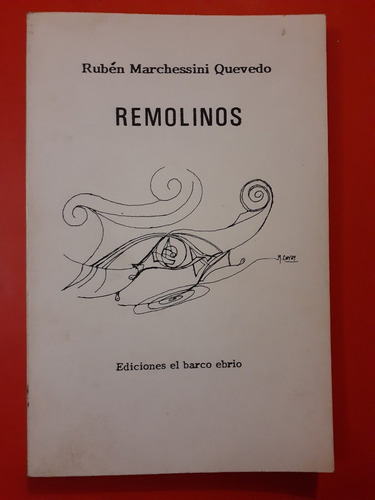 Rubén Marchessini Quevedo
REMOLINOS
Ediciones el barco ebrio